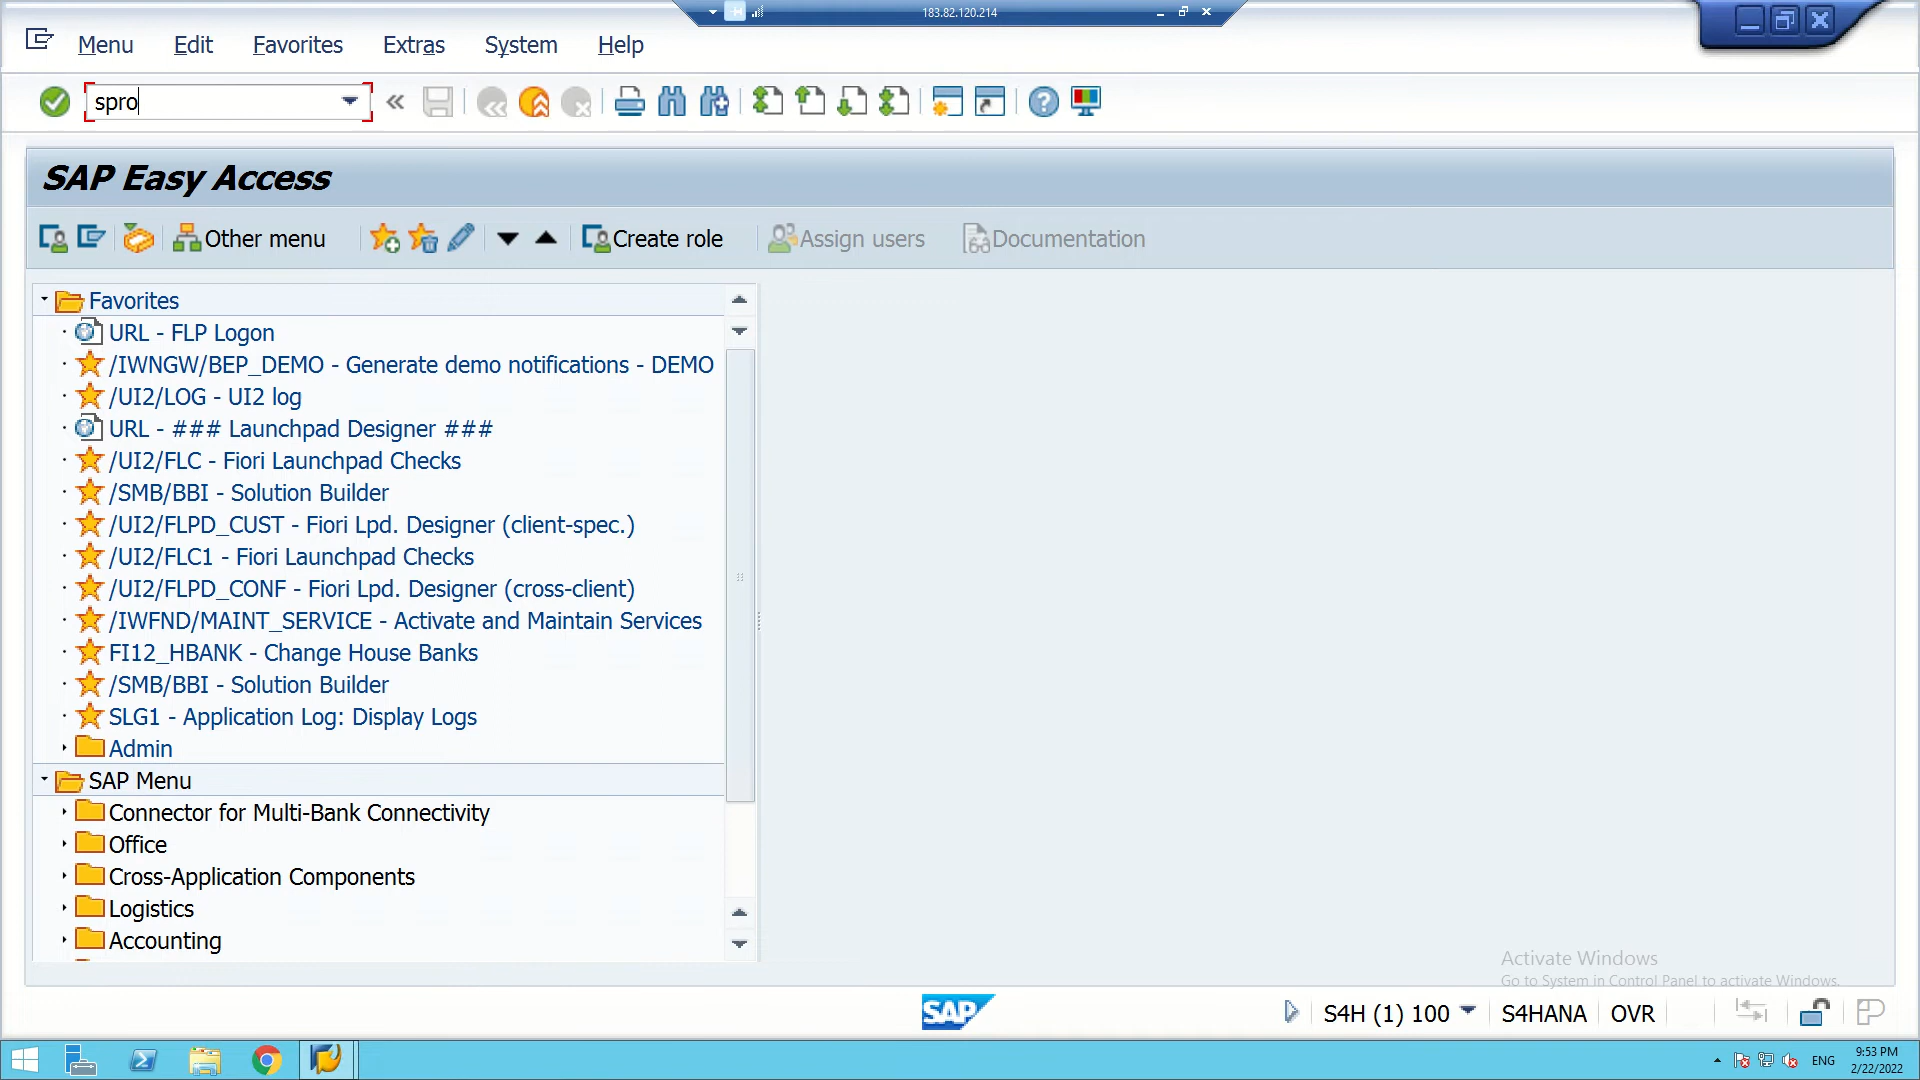 183.82.120.214
Menu Edit Favorites Extras System Help
spro
SAP Easy Access
Other menu Create role Assign users Documentation
Favorites
URL - FLP Logon
/IWNGW/BEP_DEMO - Generate demo notifications - DEMO
/UI2/LOG - UI2 log
URL - ### Launchpad Designer ###
/UI2/FLC - Fiori Launchpad Checks
/SMB/BBI - Solution Builder
/UI2/FLPD_CUST - Fiori Lpd. Designer (client-spec.)
/UI2/FLC1 - Fiori Launchpad Checks
/UI2/FLPD_CONF - Fiori Lpd. Designer (cross-client)
/IWFND/MAINT_SERVICE - Activate and Maintain Services
FI12_HBANK - Change House Banks
/SMB/BBI - Solution Builder
SLG1 - Application Log: Display Logs
Admin
SAP Menu
Connector for Multi-Bank Connectivity
Office
Cross-Application Components
Logistics
Accounting
Activate Windows
Go to System in Control Panel to activate Windows.
SAP S4H (1) 100 S4HANA OVR
ENG 9:53 PM
2/22/2022